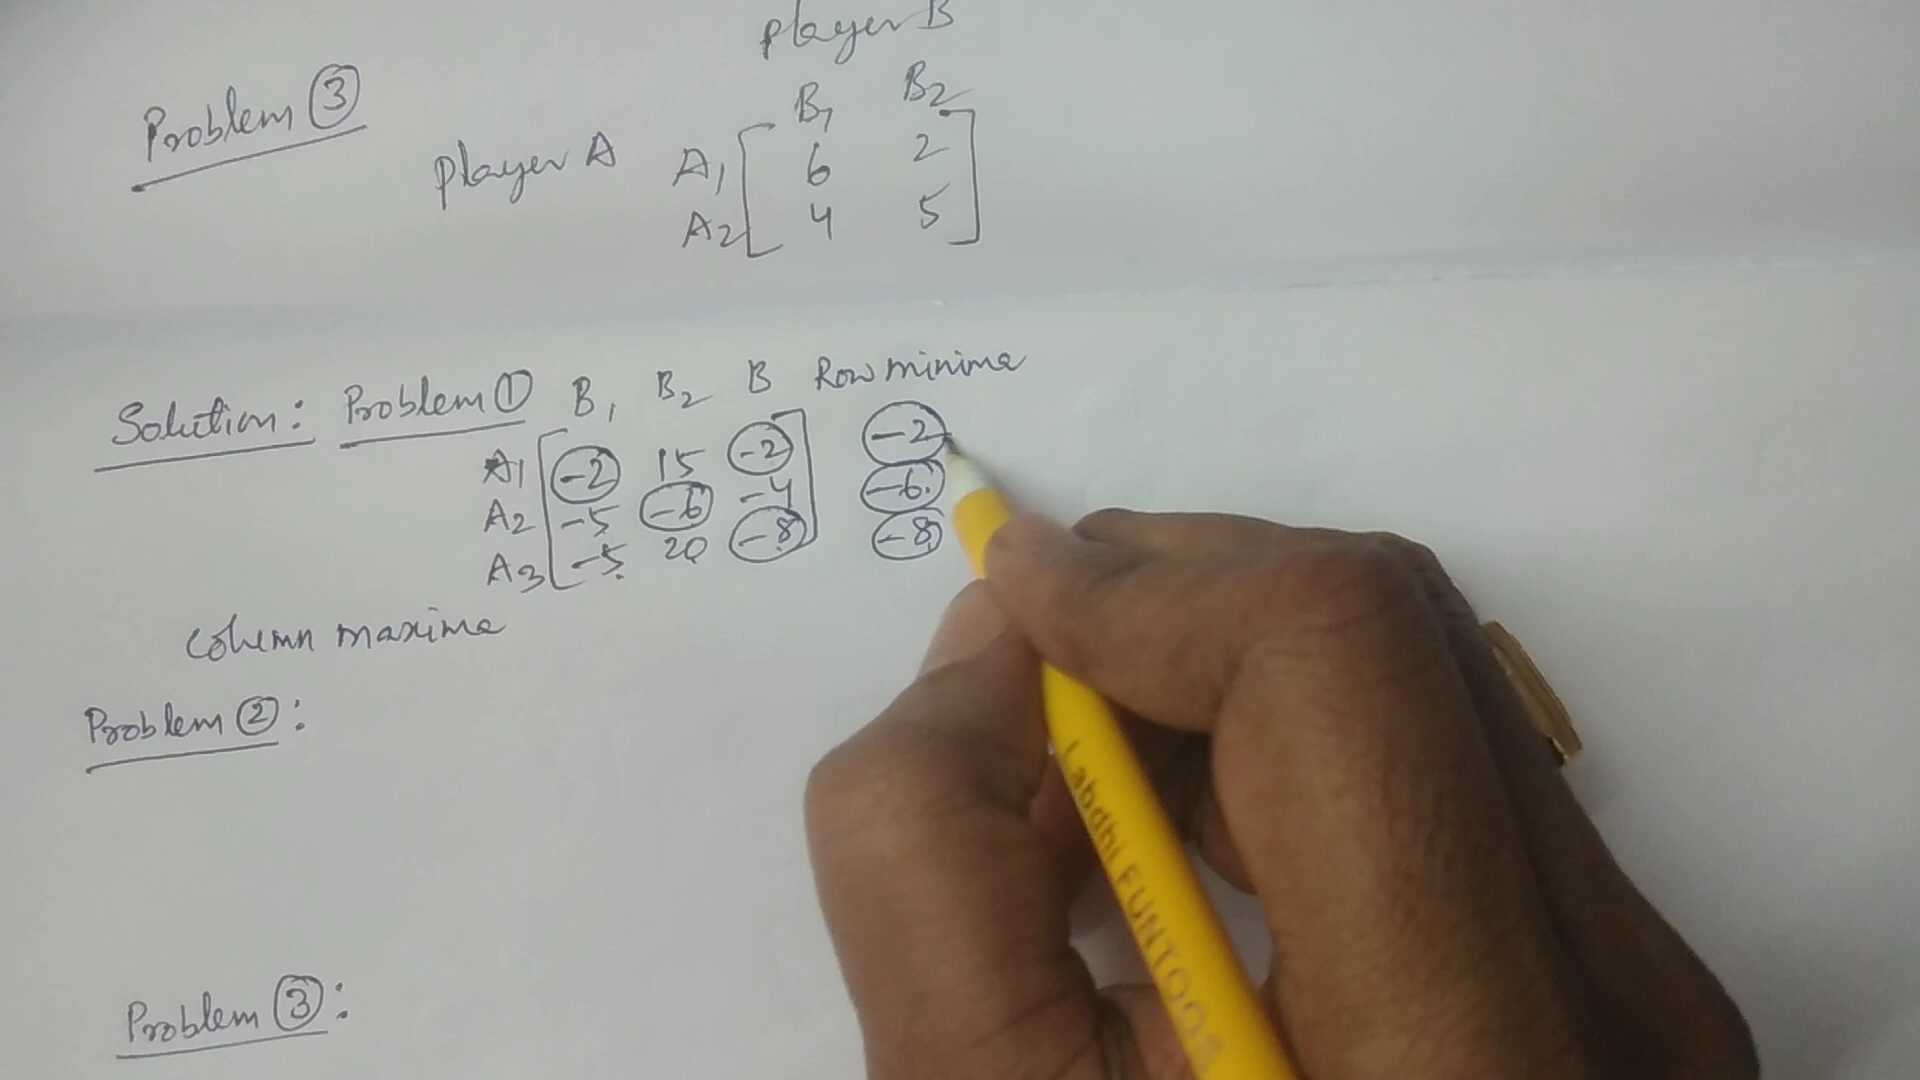 Player B
Problem ③
B1 B2
Player A A1 6 2
A2 4 5
Solution: Problem ① B1 B2 B Row minima
A1 -2 15 -2 -2
A2 -5 -6 -4 -6
A3 -5 20 -8 -8
Column maxima
Problem ②:
Problem ③:
Labdhi FUNTOOS